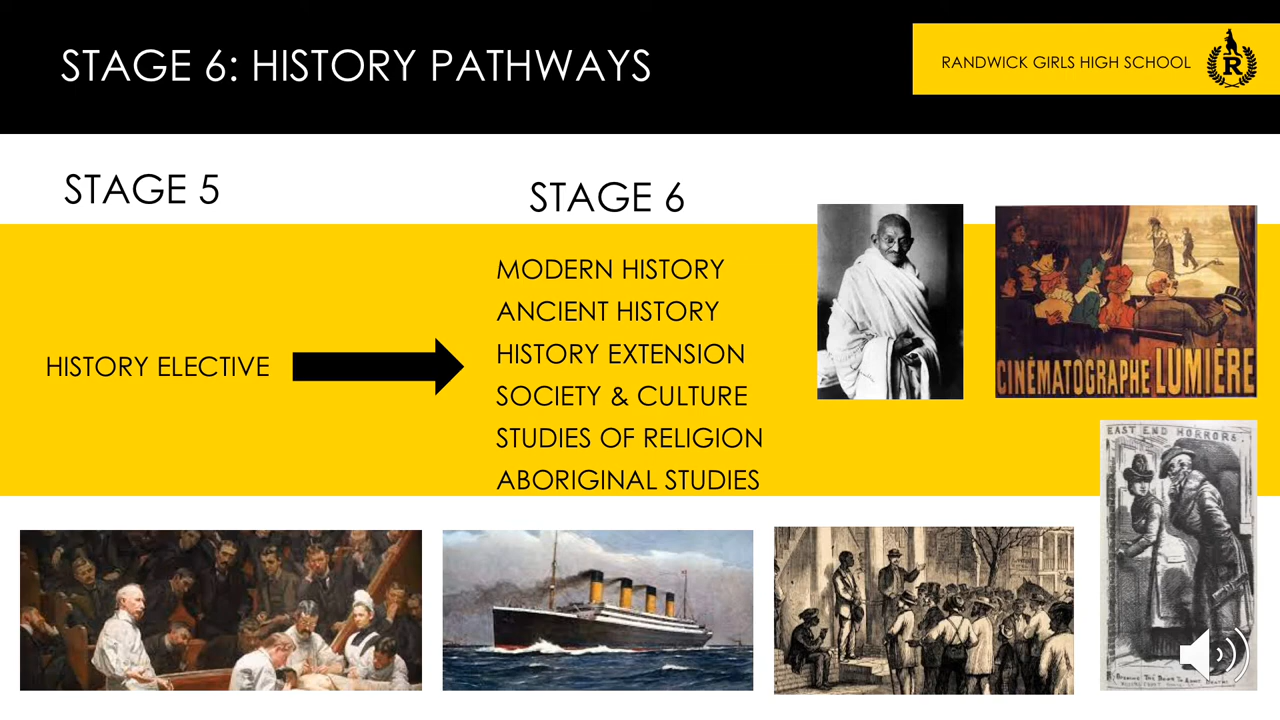 STAGE 6: HISTORY PATHWAYS
RANDWICK GIRLS HIGH SCHOOL
R
STAGE 5
STAGE 6
HISTORY ELECTIVE
MODERN HISTORY
ANCIENT HISTORY
HISTORY EXTENSION
SOCIETY & CULTURE
STUDIES OF RELIGION
ABORIGINAL STUDIES
CINÉMATOGRAPHE LUMIÈRE
EAST END HORRORS.